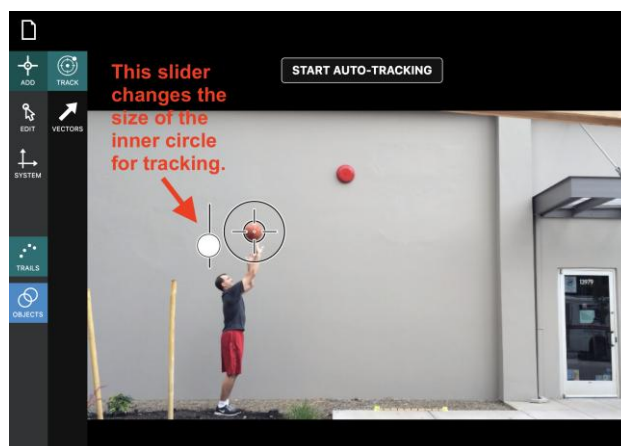 ADD
TRACK
This slider
changes the
size of the
inner circle
for tracking.
START AUTO-TRACKING
EDIT
VECTORS
SYSTEM
TRAILS
OBJECTS
12079